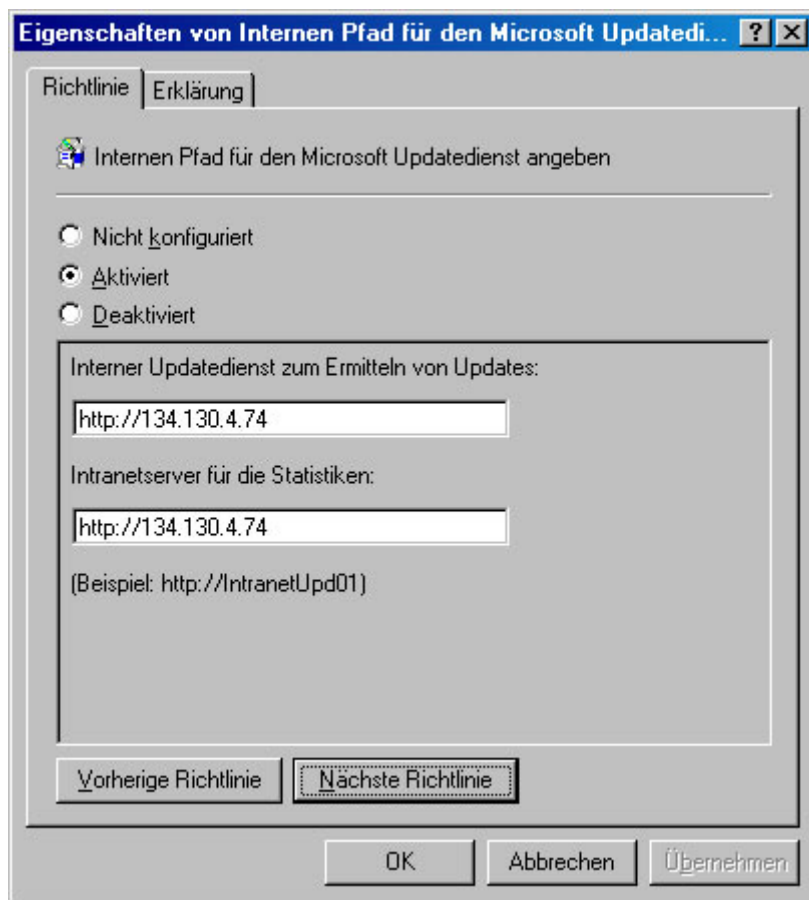 Eigenschaften von Internen Pfad für den Microsoft Updatedi...
Richtlinie
Erklärung
Internen Pfad für den Microsoft Updatedienst angeben
Nicht konfiguriert
Aktiviert
Deaktiviert
Interner Updatedienst zum Ermitteln von Updates:
http://134.130.4.74
Intranetserver für die Statistiken:
http://134.130.4.74
(Beispiel: http://IntranetUpd01)
Vorherige Richtlinie
Nächste Richtlinie
OK
Abbrechen
Übernehmen